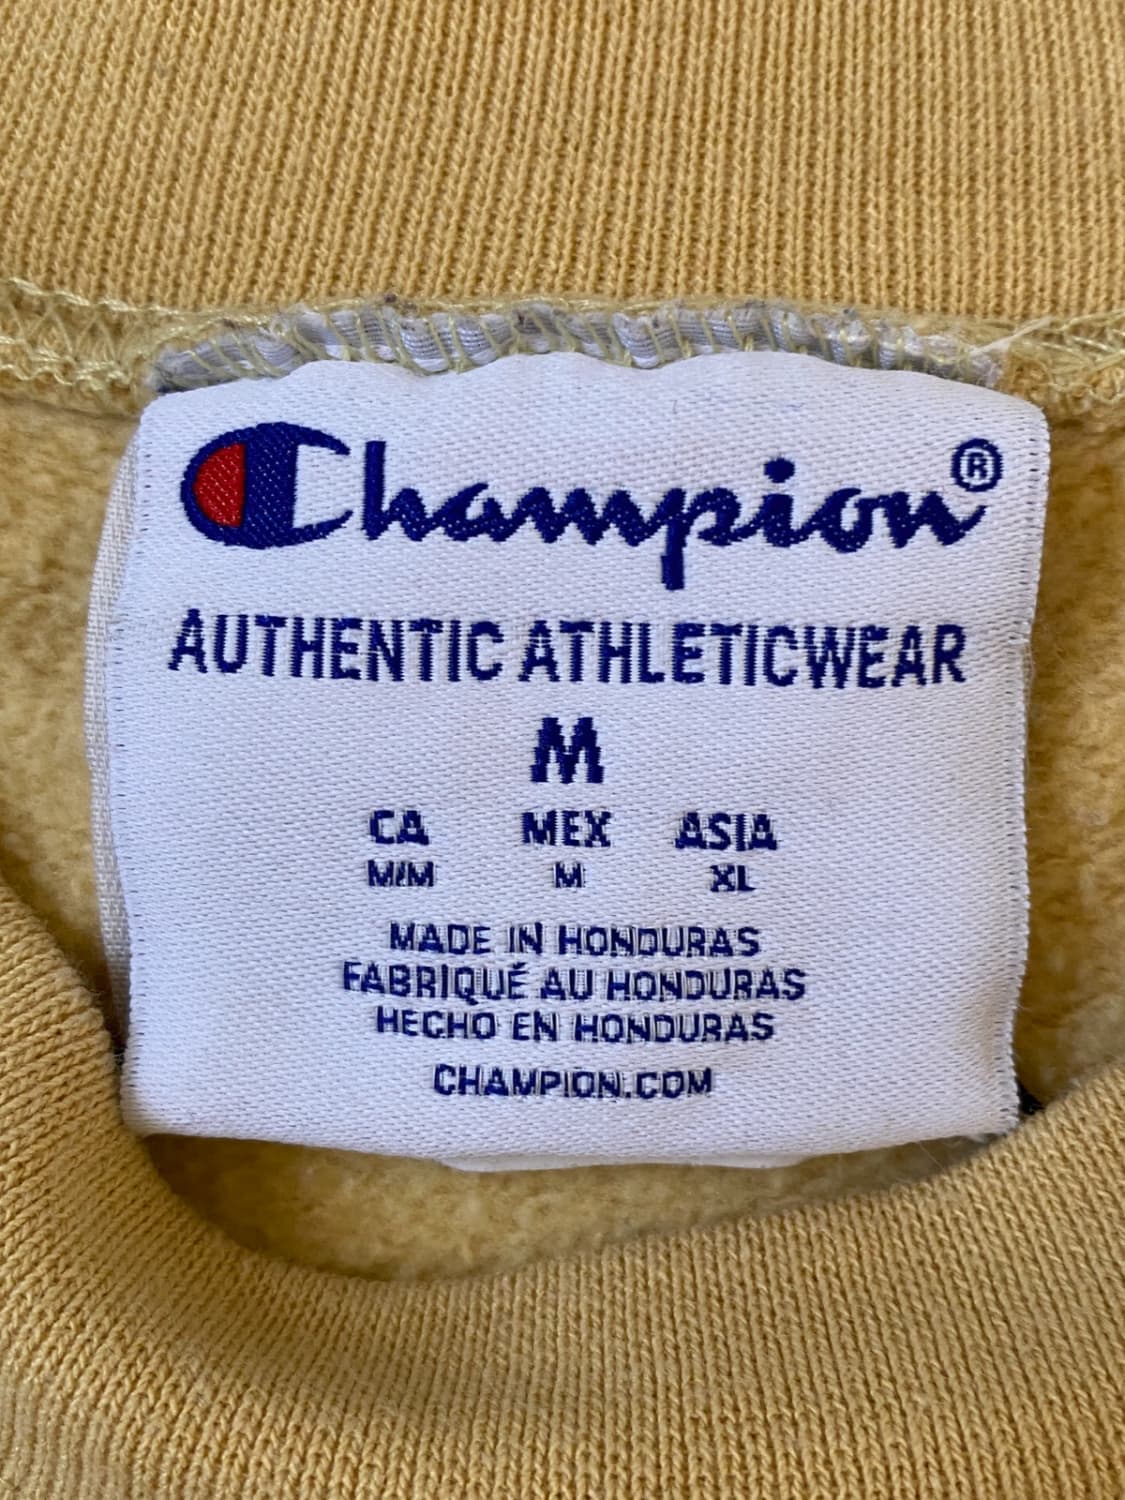 Champion®
AUTHENTIC ATHLETICWEAR
M
CA MEX ASIA
M/M M XL
MADE IN HONDURAS
FABRIQUÉ AU HONDURAS
HECHO EN HONDURAS
CHAMPION.COM